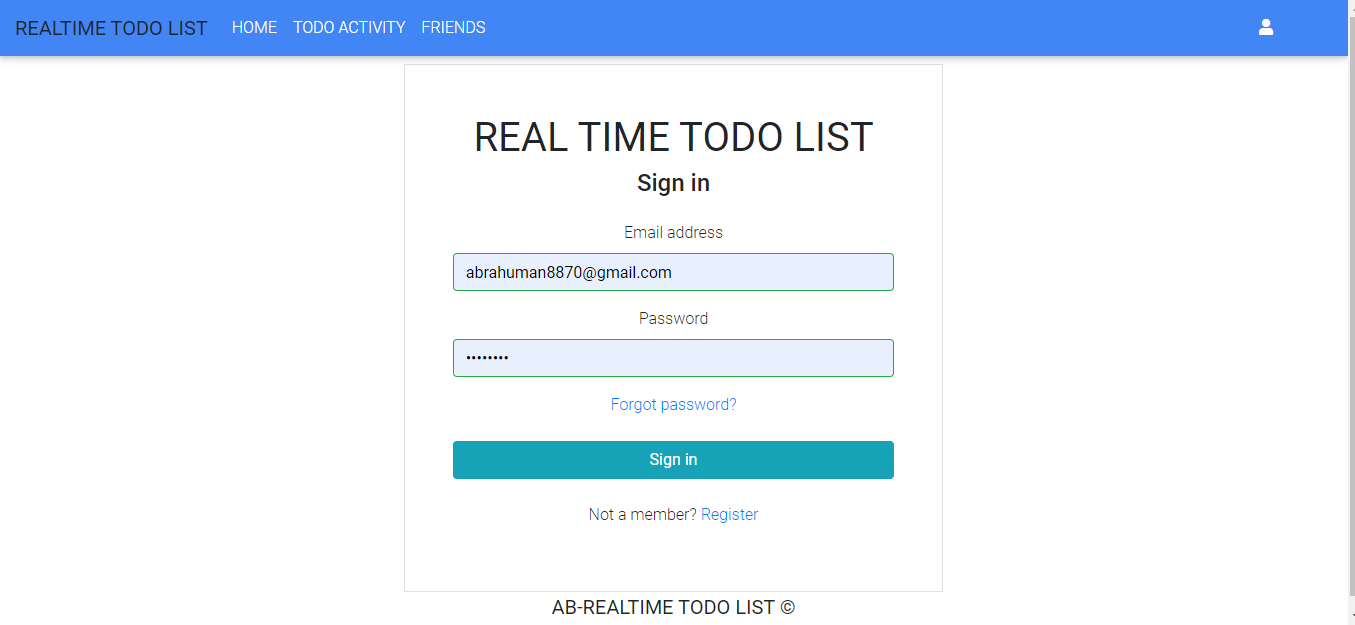 REALTIME TODO LIST HOME TODO ACTIVITY FRIENDS
REAL TIME TODO LIST
Sign in
Email address
abrahuman8870@gmail.com
Password
••••••••
Forgot password?
Sign in
Not a member? Register
AB-REALTIME TODO LIST ©